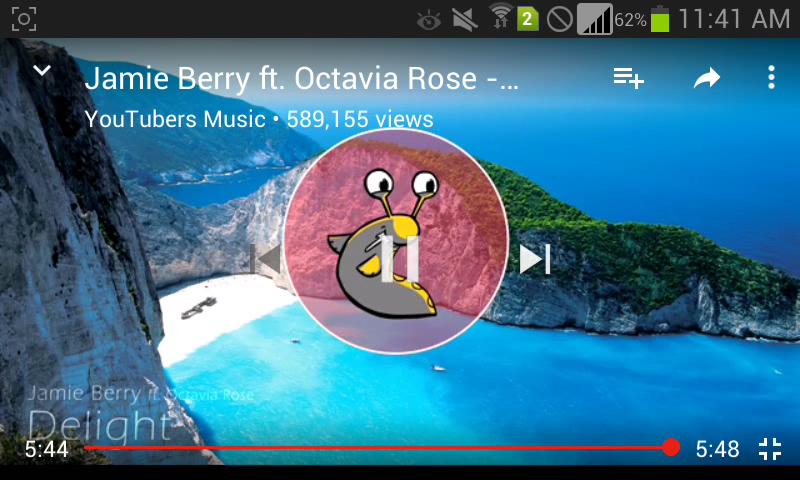 2 62% 11:41 AM
Jamie Berry ft. Octavia Rose -...
YouTubers Music • 589,155 views
Jamie Berry ft. Octavia Rose
Delight
5:44 5:48